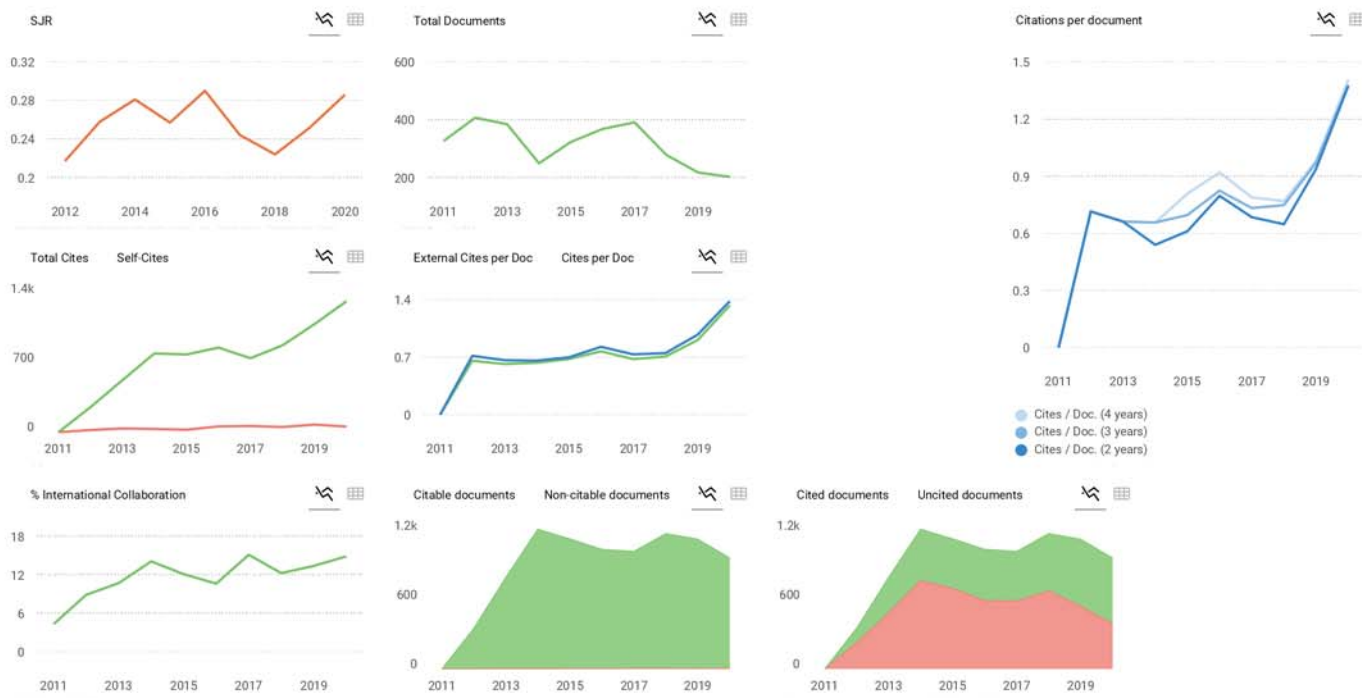 SJR
0.32
0.28
0.24
0.2
2012 2014 2016 2018 2020
Total Documents
600
400
200
2011 2013 2015 2017 2019
Citations per document
1.5
1.2
0.9
0.6
0.3
0
2011 2013 2015 2017 2019
Cites / Doc. (4 years)
Cites / Doc. (3 years)
Cites / Doc. (2 years)
Total Cites Self-Cites
1.4k
700
0
2011 2013 2015 2017 2019
External Cites per Doc Cites per Doc
1.4
0.7
0
2011 2013 2015 2017 2019
% International Collaboration
18
12
6
0
2011 2013 2015 2017 2019
Citable documents Non-citable documents
1.2k
600
0
2011 2013 2015 2017 2019
Cited documents Uncited documents
1.2k
600
0
2011 2013 2015 2017 2019